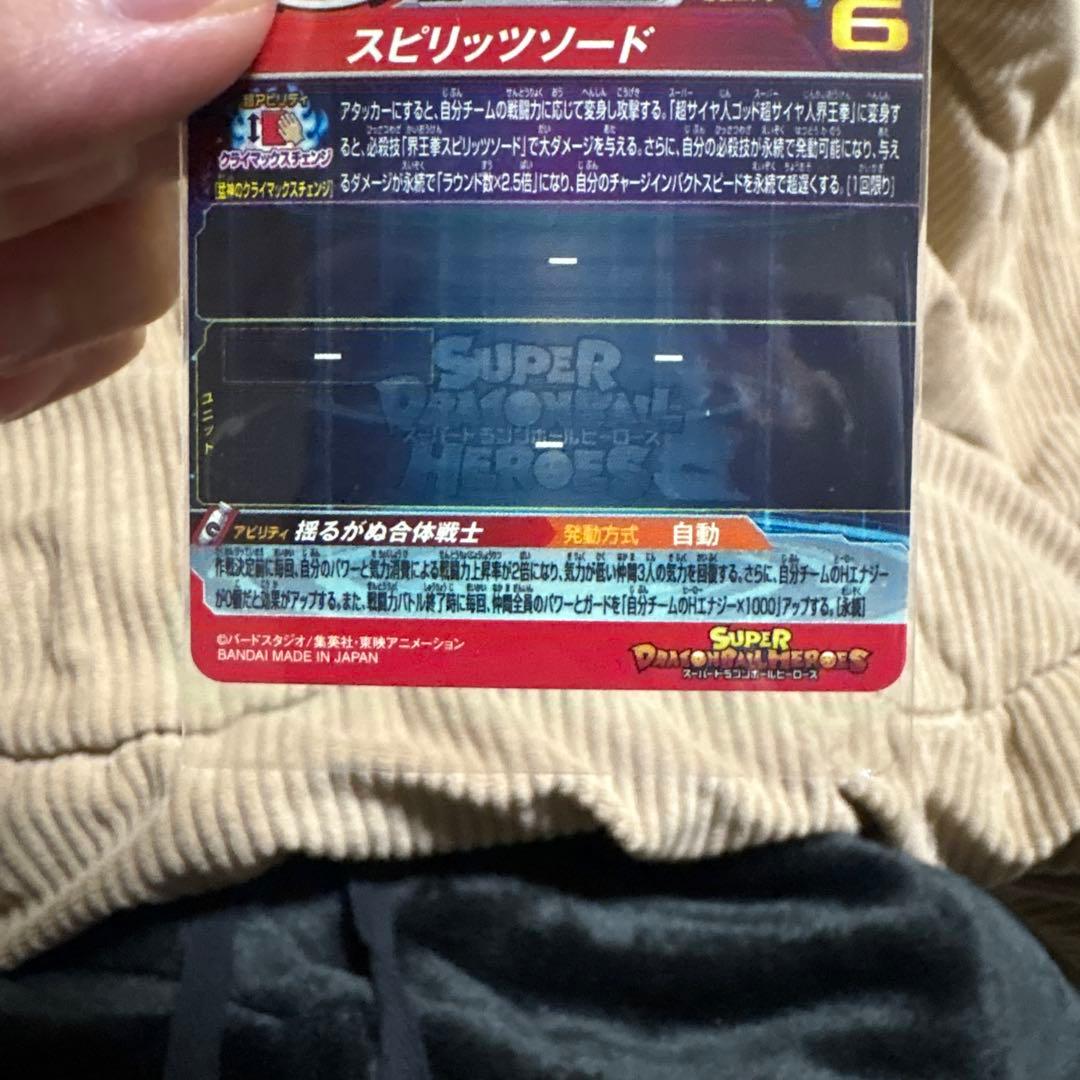 6
スピリッツソード
超アビリティ
クライマックスチェンジ
[猛神のクライマックスチェンジ]
アタッカーにすると、自分チームの戦闘力に応じて変身し攻撃する。「超サイヤ人ゴッド超サイヤ人界王拳」に変身す
ると、必殺技「界王拳スピリッツソード」で大ダメージを与える。さらに、自分の必殺技が永続で発動可能になり、与え
るダメージが永続で「ラウンド数×2.5倍」になり、自分のチャージインパクトスピードを永続で超遅くする。[1回限り]
ー
ー
ー
ー
ユニット
SUPER
DRAGONBALL
スーパードラゴンボールヒーローズ
HEROES
アビリティ 揺るがぬ合体戦士 発動方式 自動
作戦決定前に毎回、自分のパワーと気力消費による戦闘力上昇率が2倍になり、気力が低い仲間3人の気力を回復する。さらに、自分チームのHエナジー
が0個だと効果がアップする。また、戦闘力バトル終了時に毎回、仲間全員のパワーとガードを「自分チームのHエナジー×1000」アップする。[永続]
©バードスタジオ/集英社・東映アニメーション
BANDAI MADE IN JAPAN
SUPER
DRAGONBALL HEROES
スーパードラゴンボールヒーローズ